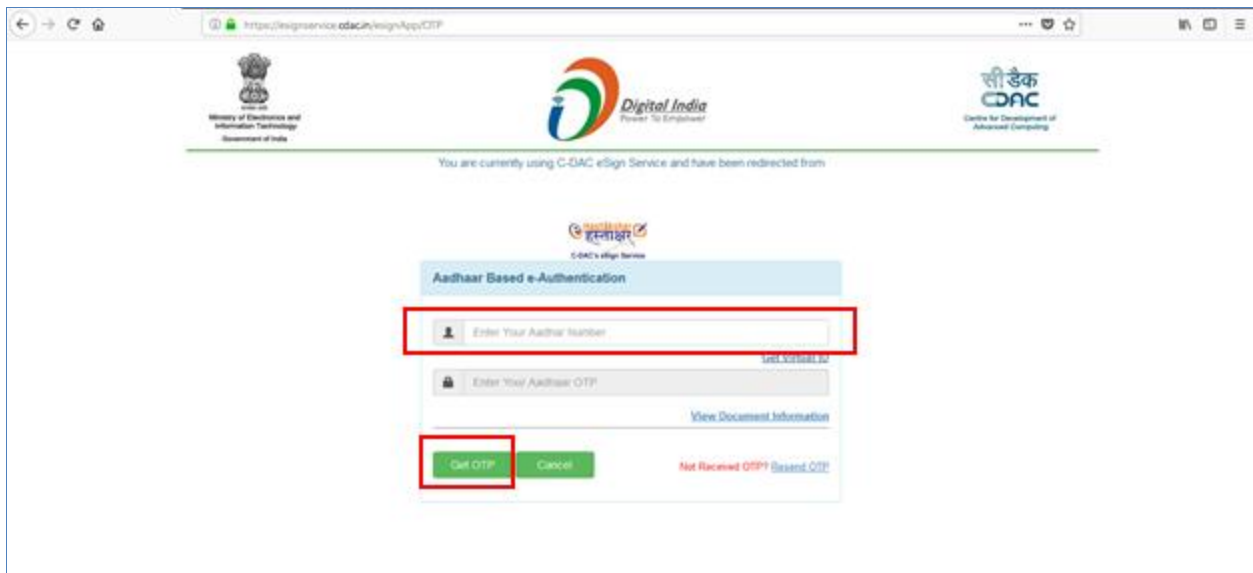 https://esignservice.cdac.in/esignApp/OTP
Ministry of Electronics and
Information Technology
Government of India
Digital India
Power To Empower
सी डैक
CDAC
Centre for Development of
Advanced Computing
You are currently using C-DAC eSign Service and have been redirected from
हस्ताक्षर
C-DAC's eSign Service
Aadhaar Based e-Authentication
Enter Your Aadhar Number
Get Virtual ID
Enter Your Aadhaar OTP
View Document Information
Get OTP
Cancel
Not Received OTP? Resend OTP